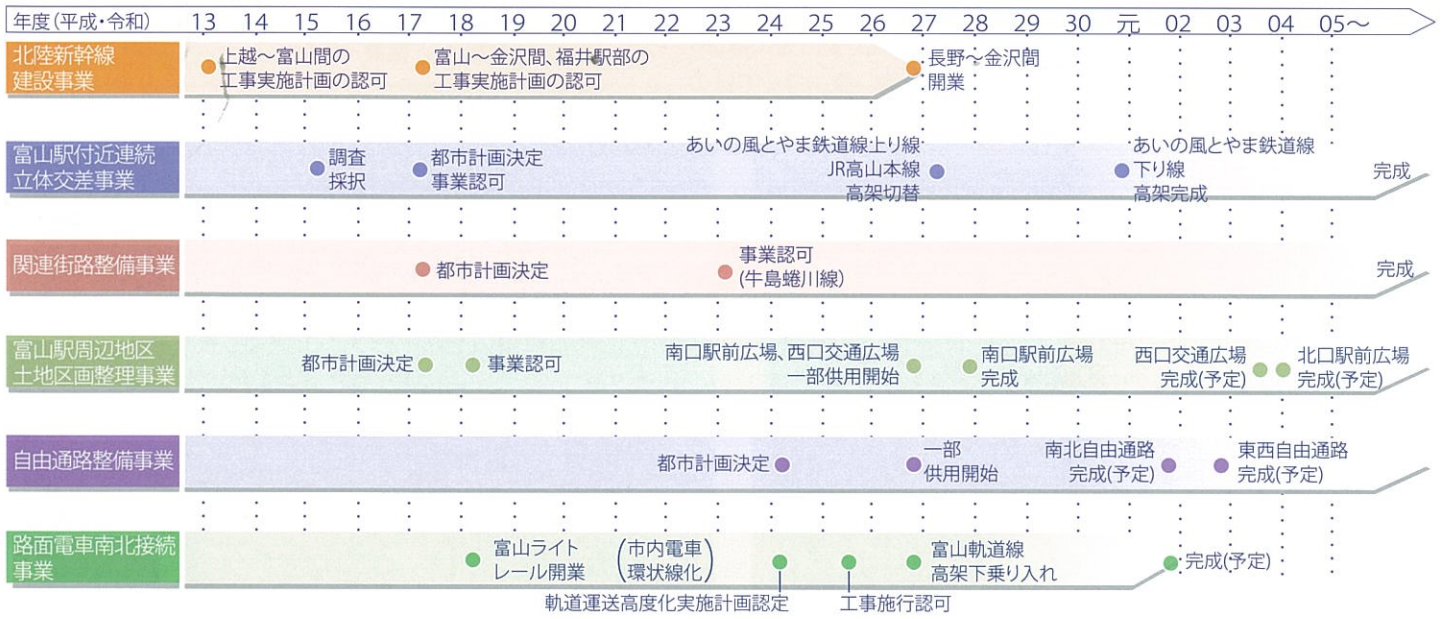 年度(平成・令和) 13 14 15 16 17 18 19 20 21 22 23 24 25 26 27 28 29 30 元 02 03 04 05～
北陸新幹線
建設事業
上越～富山間の
工事実施計画の認可
富山～金沢間、福井駅部の
工事実施計画の認可
長野～金沢間
開業
富山駅付近連続
立体交差事業
調査
採択
都市計画決定
事業認可
あいの風とやま鉄道線上り線
JR高山本線
高架切替
あいの風とやま鉄道線
下り線
高架完成
完成
関連街路整備事業
都市計画決定
事業認可
(牛島蜷川線)
完成
富山駅周辺地区
土地区画整理事業
都市計画決定
事業認可
南口駅前広場、西口交通広場
一部供用開始
南口駅前広場
完成
西口交通広場
完成(予定)
北口駅前広場
完成(予定)
自由通路整備事業
都市計画決定
一部
供用開始
南北自由通路
完成(予定)
東西自由通路
完成(予定)
路面電車南北接続
事業
富山ライト
レール開業
(市内電車
環状線化)
軌道運送高度化実施計画認定
工事施行認可
富山軌道線
高架下乗り入れ
完成(予定)